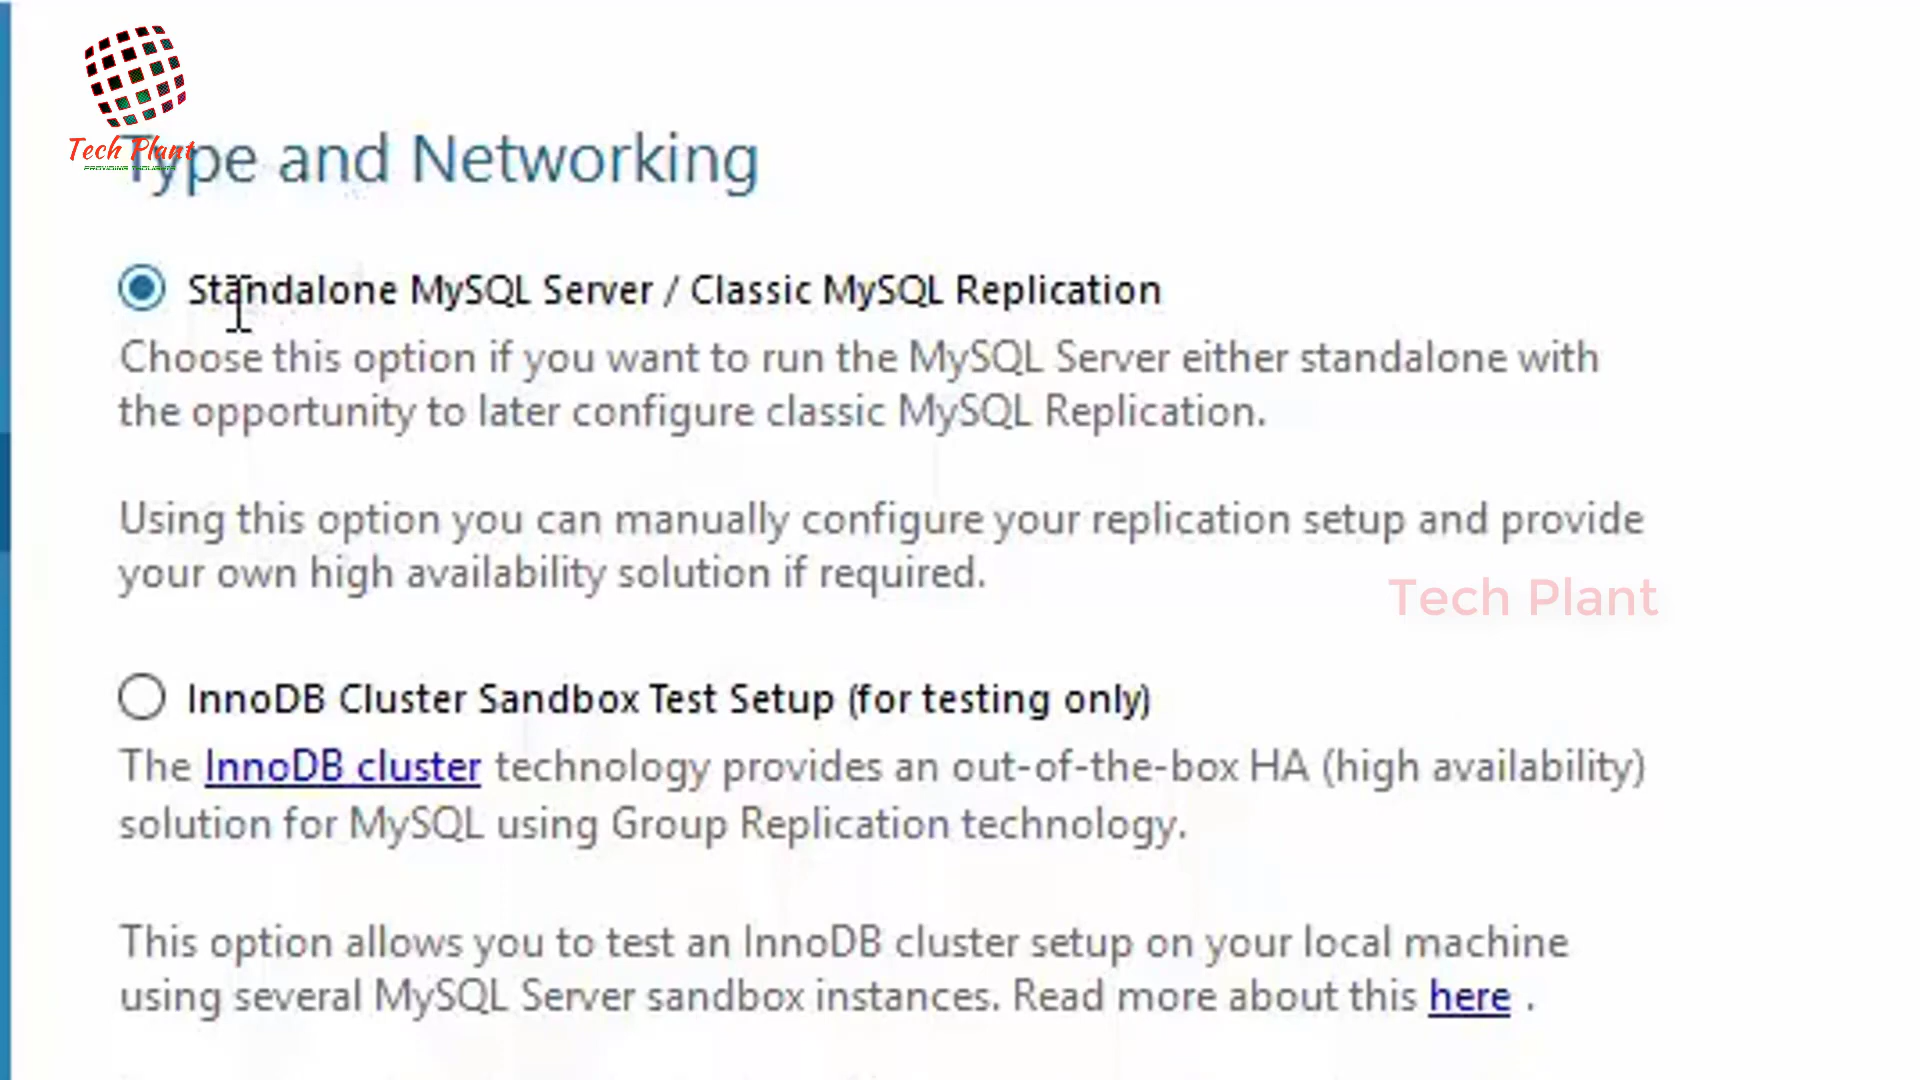 Tech Plant
PROVIDING THOUGHTS
Type and Networking
Standalone MySQL Server / Classic MySQL Replication
Choose this option if you want to run the MySQL Server either standalone with
the opportunity to later configure classic MySQL Replication.
Using this option you can manually configure your replication setup and provide
your own high availability solution if required.
Tech Plant
InnoDB Cluster Sandbox Test Setup (for testing only)
The InnoDB cluster technology provides an out-of-the-box HA (high availability)
solution for MySQL using Group Replication technology.
This option allows you to test an InnoDB cluster setup on your local machine
using several MySQL Server sandbox instances. Read more about this here .